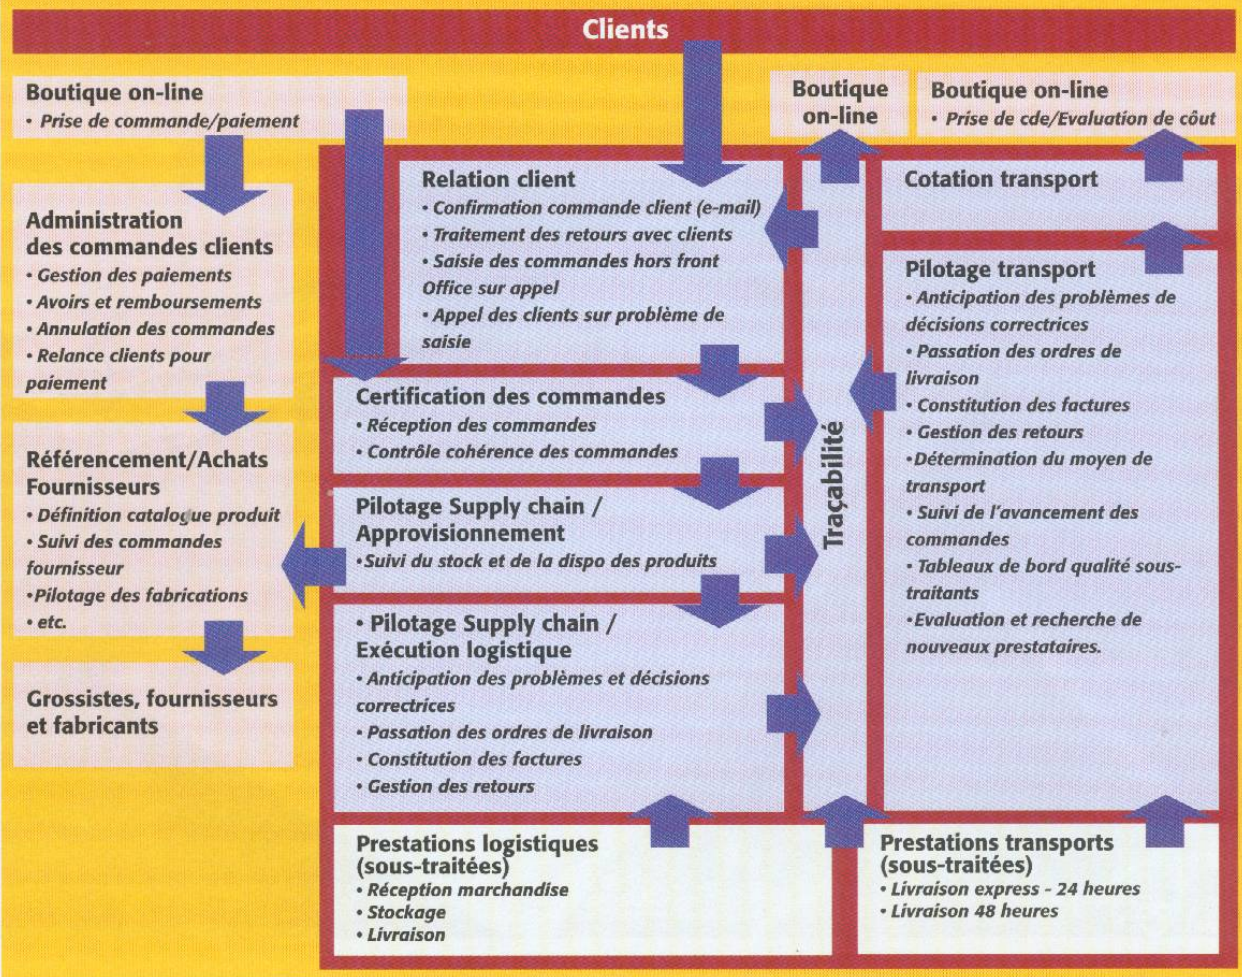 Clients
Boutique on-line
• Prise de commande/paiement
Boutique
on-line
Boutique on-line
• Prise de cde/Evaluation de côut
Administration
des commandes clients
• Gestion des paiements
• Avoirs et remboursements
• Annulation des commandes
• Relance clients pour
paiement
Référencement/Achats
Fournisseurs
• Définition catalogue produit
• Suivi des commandes
fournisseur
•Pilotage des fabrications
• etc.
Grossistes, fournisseurs
et fabricants
Relation client
• Confirmation commande client (e-mail)
• Traitement des retours avec clients
• Saisie des commandes hors front
Office sur appel
• Appel des clients sur problème de
saisie
Certification des commandes
• Réception des commandes
• Contrôle cohérence des commandes
Pilotage Supply chain /
Approvisionnement
•Suivi du stock et de la dispo des produits
• Pilotage Supply chain /
Exécution logistique
• Anticipation des problèmes et décisions
correctrices
• Passation des ordres de livraison
• Constitution des factures
• Gestion des retours
Prestations logistiques
(sous-traitées)
• Réception marchandise
• Stockage
• Livraison
Traçabilité
Cotation transport
Pilotage transport
• Anticipation des problèmes de
décisions correctrices
• Passation des ordres de
livraison
• Constitution des factures
• Gestion des retours
•Détermination du moyen de
transport
• Suivi de l'avancement des
commandes
• Tableaux de bord qualité sous-
traitants
•Evaluation et recherche de
nouveaux prestataires.
Prestations transports
(sous-traitées)
• Livraison express - 24 heures
• Livraison 48 heures